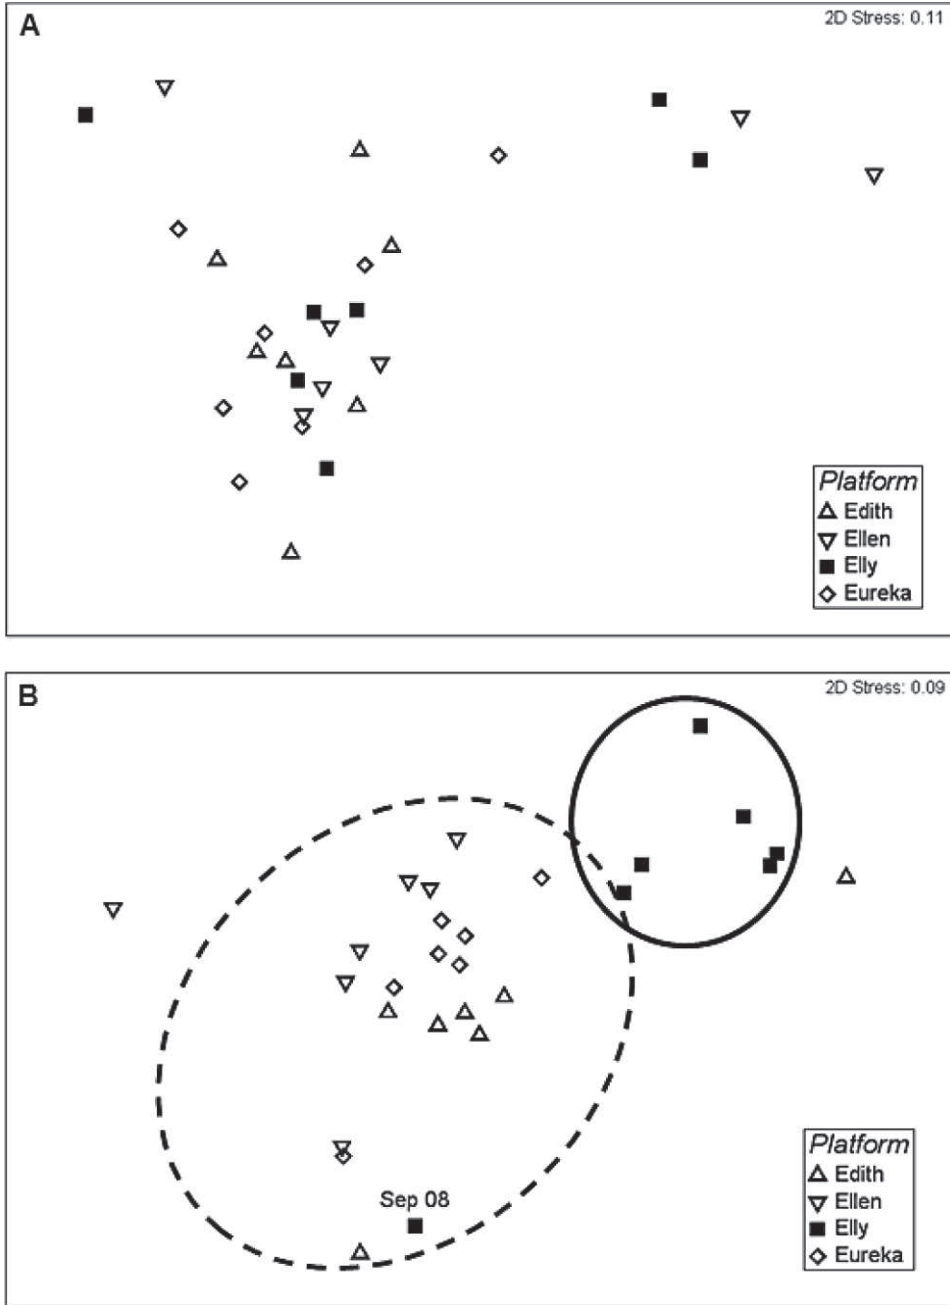 A
2D Stress: 0.11
Platform
Edith
Ellen
Elly
Eureka
B
2D Stress: 0.09
Sep 08
Platform
Edith
Ellen
Elly
Eureka